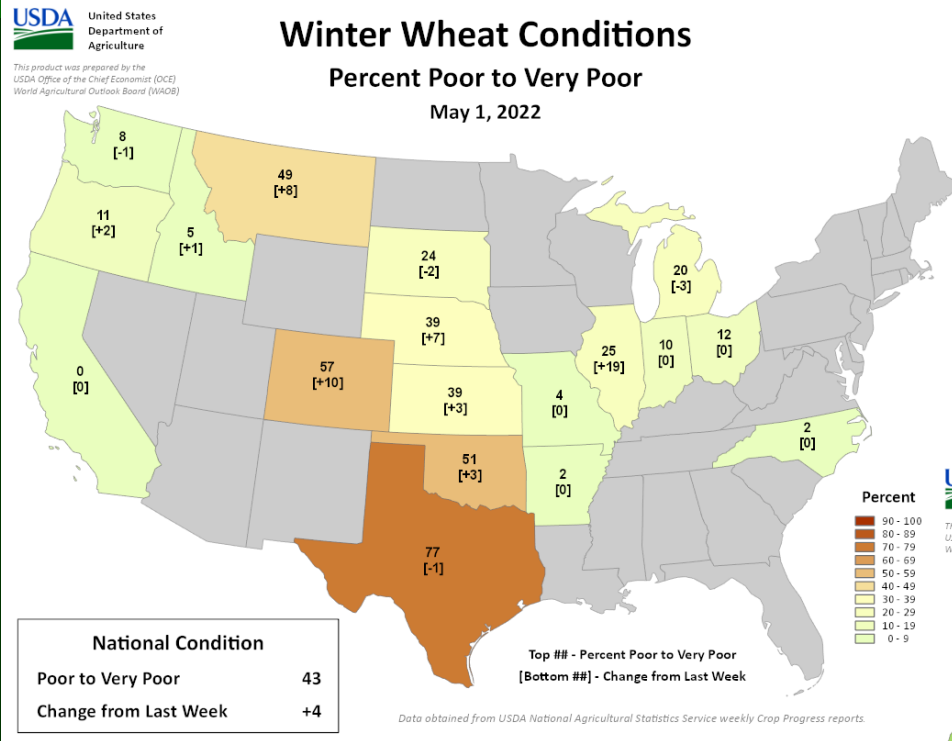 USDA
United States
Department of
Agriculture
This product was prepared by the
USDA Office of the Chief Economist (OCE)
World Agricultural Outlook Board (WAOB)
Winter Wheat Conditions
Percent Poor to Very Poor
May 1, 2022
8
[-1]
49
[+8]
11
[+2]
5
[+1]
24
[-2]
20
[-3]
39
[+7]
12
[0]
10
[0]
25
[+19]
57
[+10]
0
[0]
39
[+3]
4
[0]
2
[0]
51
[+3]
2
[0]
77
[-1]
Percent
90 - 100
80 - 89
70 - 79
60 - 69
50 - 59
40 - 49
30 - 39
20 - 29
10 - 19
0 - 9
National Condition
Poor to Very Poor 43
Change from Last Week +4
Top ## - Percent Poor to Very Poor
[Bottom ##] - Change from Last Week
Data obtained from USDA National Agricultural Statistics Service weekly Crop Progress reports.